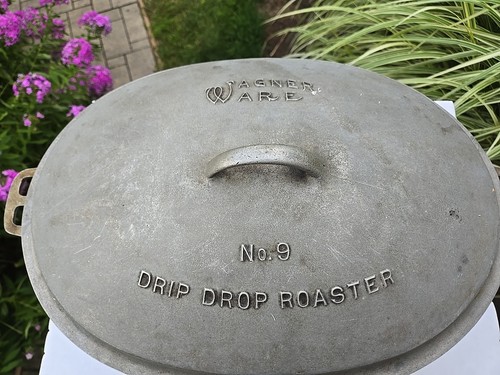 WAGNER
WARE
No. 9
DRIP DROP ROASTER